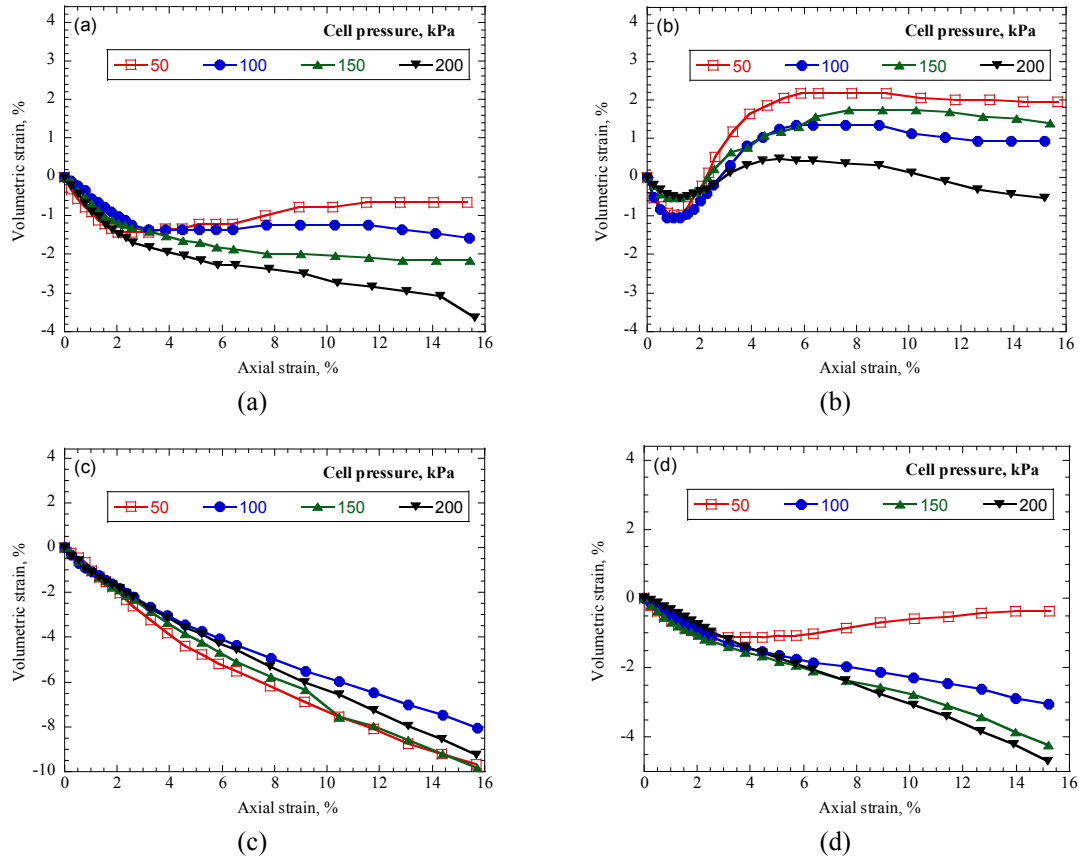 (a)
Cell pressure, kPa
50 100 150 200
4
3
2
1
0
-1
-2
-3
-4
Volumetric strain, %
0 2 4 6 8 10 12 14 16
Axial strain, %
(a)
(b)
Cell pressure, kPa
50 100 150 200
4
3
2
1
0
-1
-2
-3
-4
Volumetric strain, %
0 2 4 6 8 10 12 14 16
Axial strain, %
(b)
(c)
Cell pressure, kPa
50 100 150 200
4
2
0
-2
-4
-6
-8
-10
Volumetric strain, %
0 2 4 6 8 10 12 14 16
Axial strain, %
(c)
(d)
Cell pressure, kPa
50 100 150 200
4
2
0
-2
-4
Volumetric strain, %
0 2 4 6 8 10 12 14 16
Axial strain, %
(d)